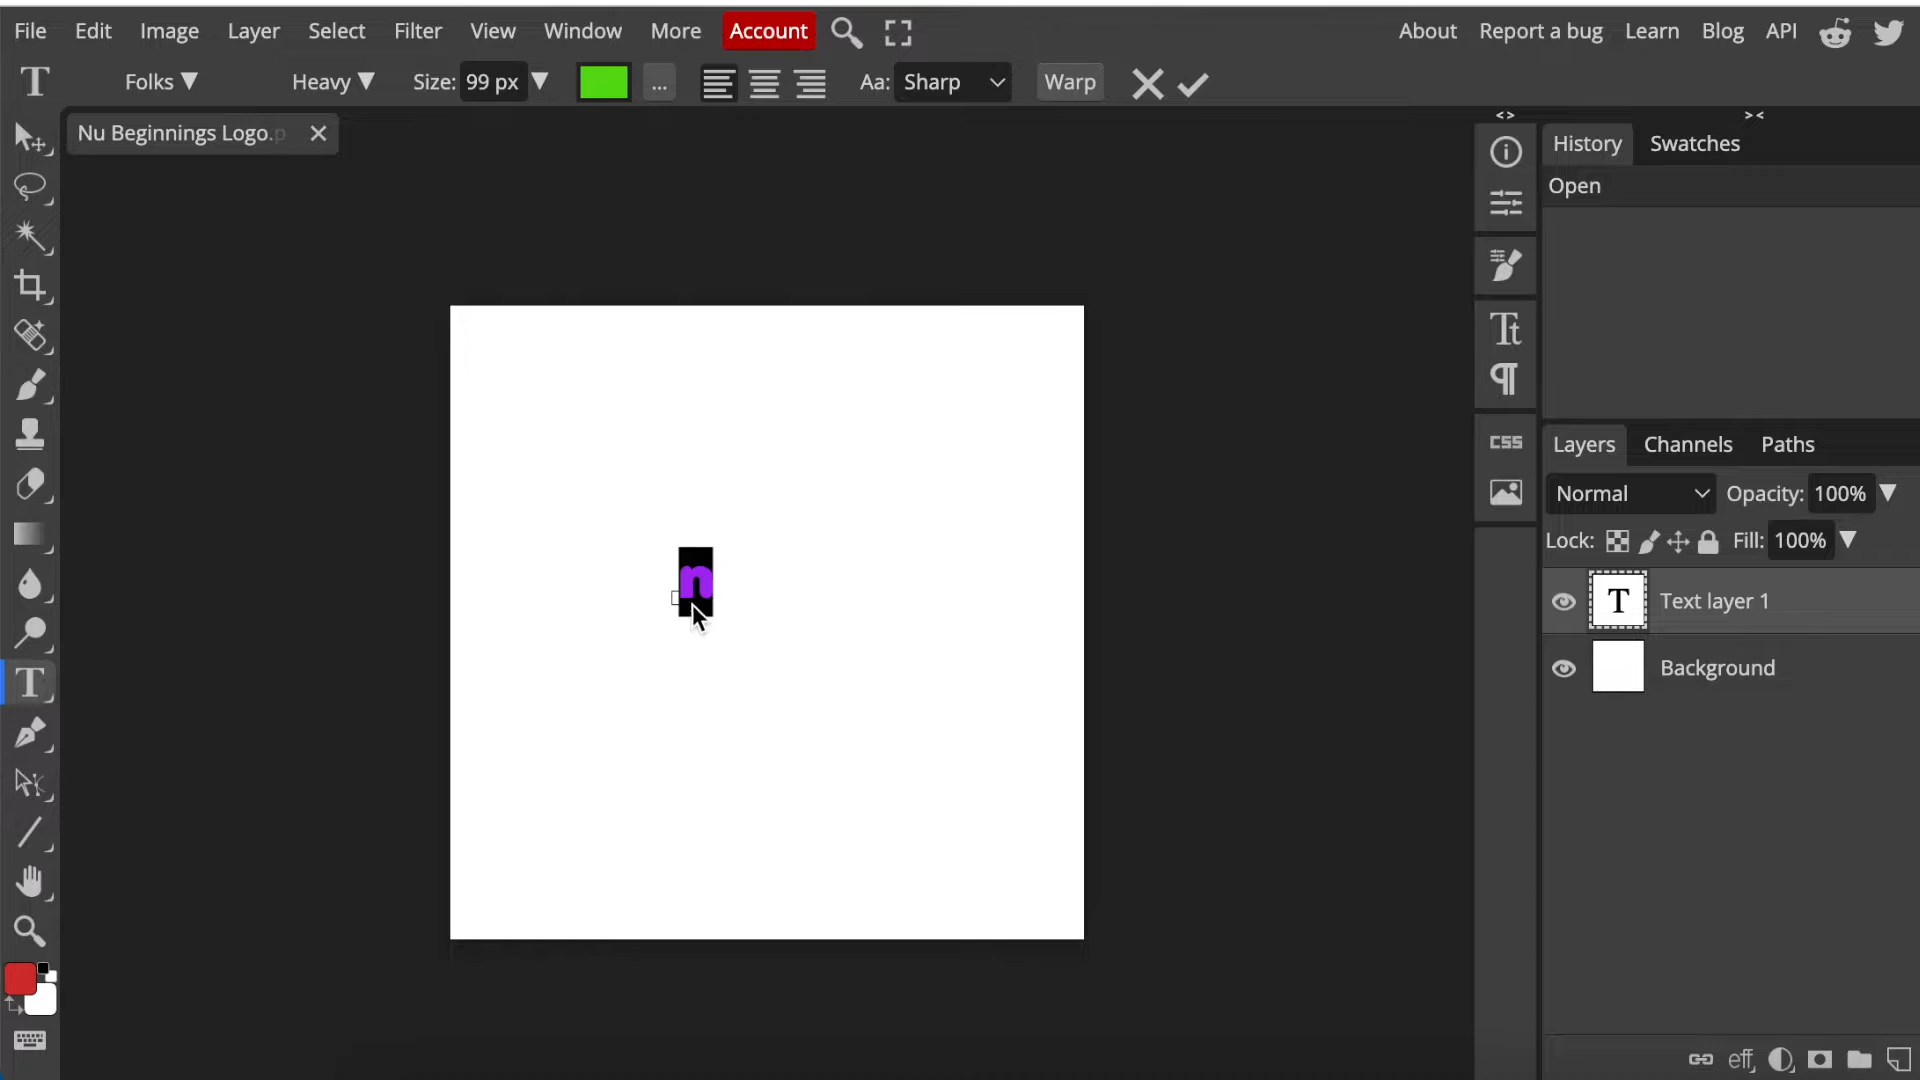 File Edit Image Layer Select Filter View Window More Account About Report a bug Learn Blog API
T Folks Heavy Size: 99 px ... Aa: Sharp Warp
Nu Beginnings Logo.p
History Swatches
Open
n
Tt
CSS
Layers Channels Paths
Normal Opacity: 100%
Lock: Fill: 100%
T Text layer 1
Background
T
eff